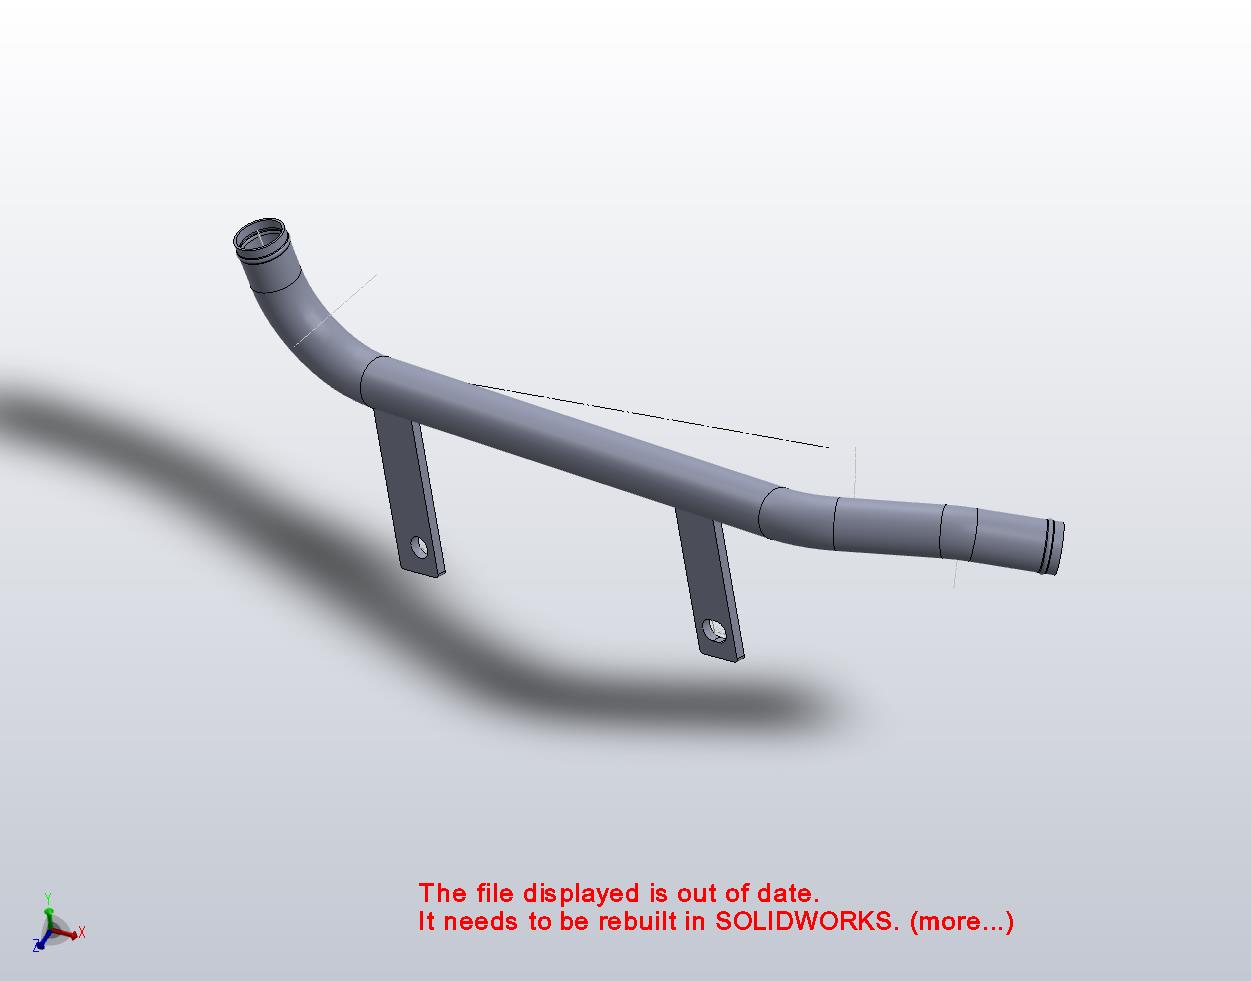 The file displayed is out of date.
It needs to be rebuilt in SOLIDWORKS. (more...)
Y
X
Z